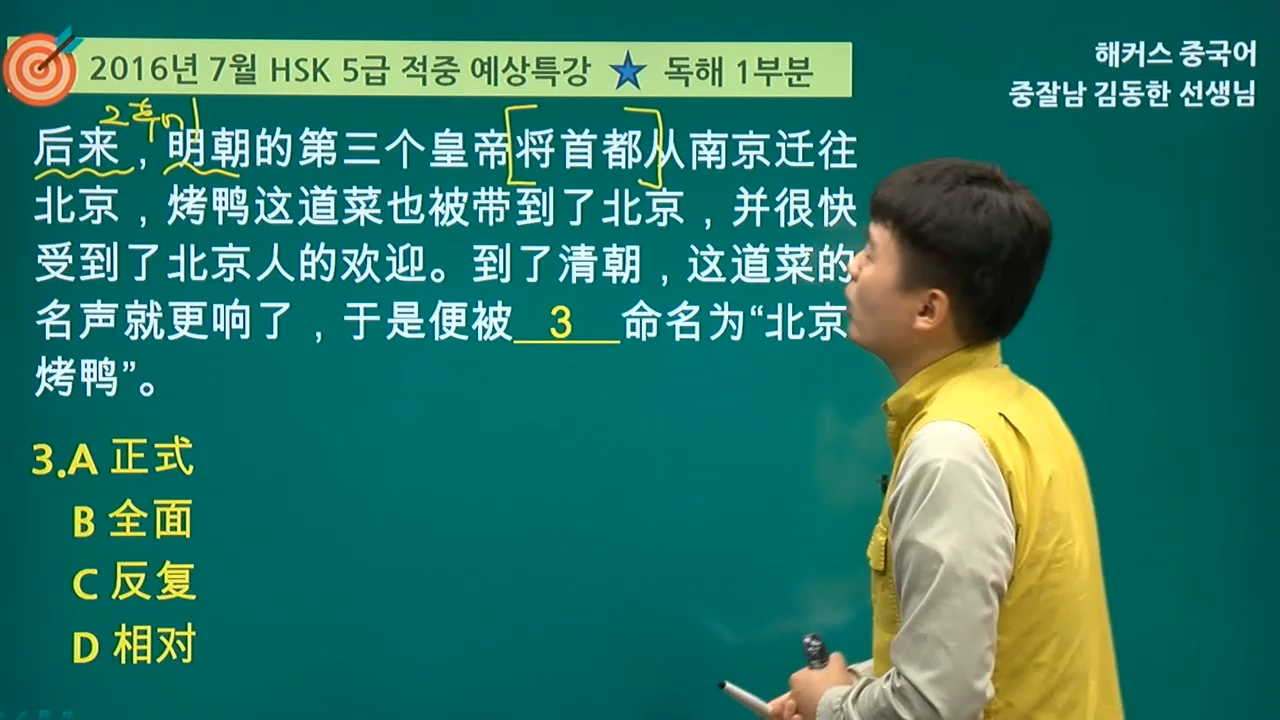 2016년 7월 HSK 5급 적중 예상특강 ★ 독해 1부분
해커스 중국어
중잘남 김동한 선생님
后来，明朝的第三个皇帝将首都从南京迁往
北京，烤鸭这道菜也被带到了北京，并很快
受到了北京人的欢迎。到了清朝，这道菜的
名声就更响了，于是便被 3 命名为“北京
烤鸭”。
3.A 正式
B 全面
C 反复
D 相对